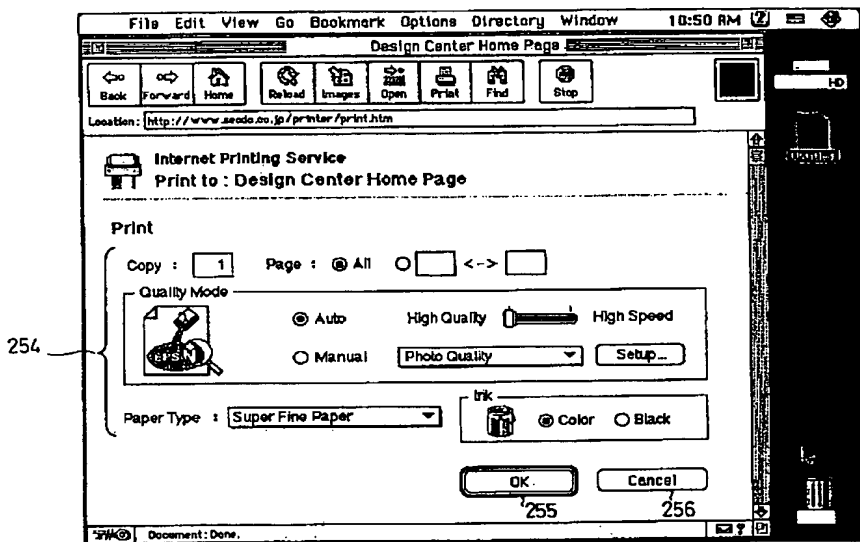 File Edit View Go Bookmark Options Directory Window 10:50 AM
Design Center Home Page
Back Forward Home Reload Images Open Print Find Stop
HD
Location: http://www.secdo.co.jp/printer/print.htm
Internet Printing Service
Print to : Design Center Home Page
Print
Copy : 1 Page : All <->
Quality Mode
Auto High Quality High Speed
254
EPSON
Manual Photo Quality Setup...
Ink
Paper Type : Super Fine Paper Color Black
OK Cancel
255 256
Document: Done.